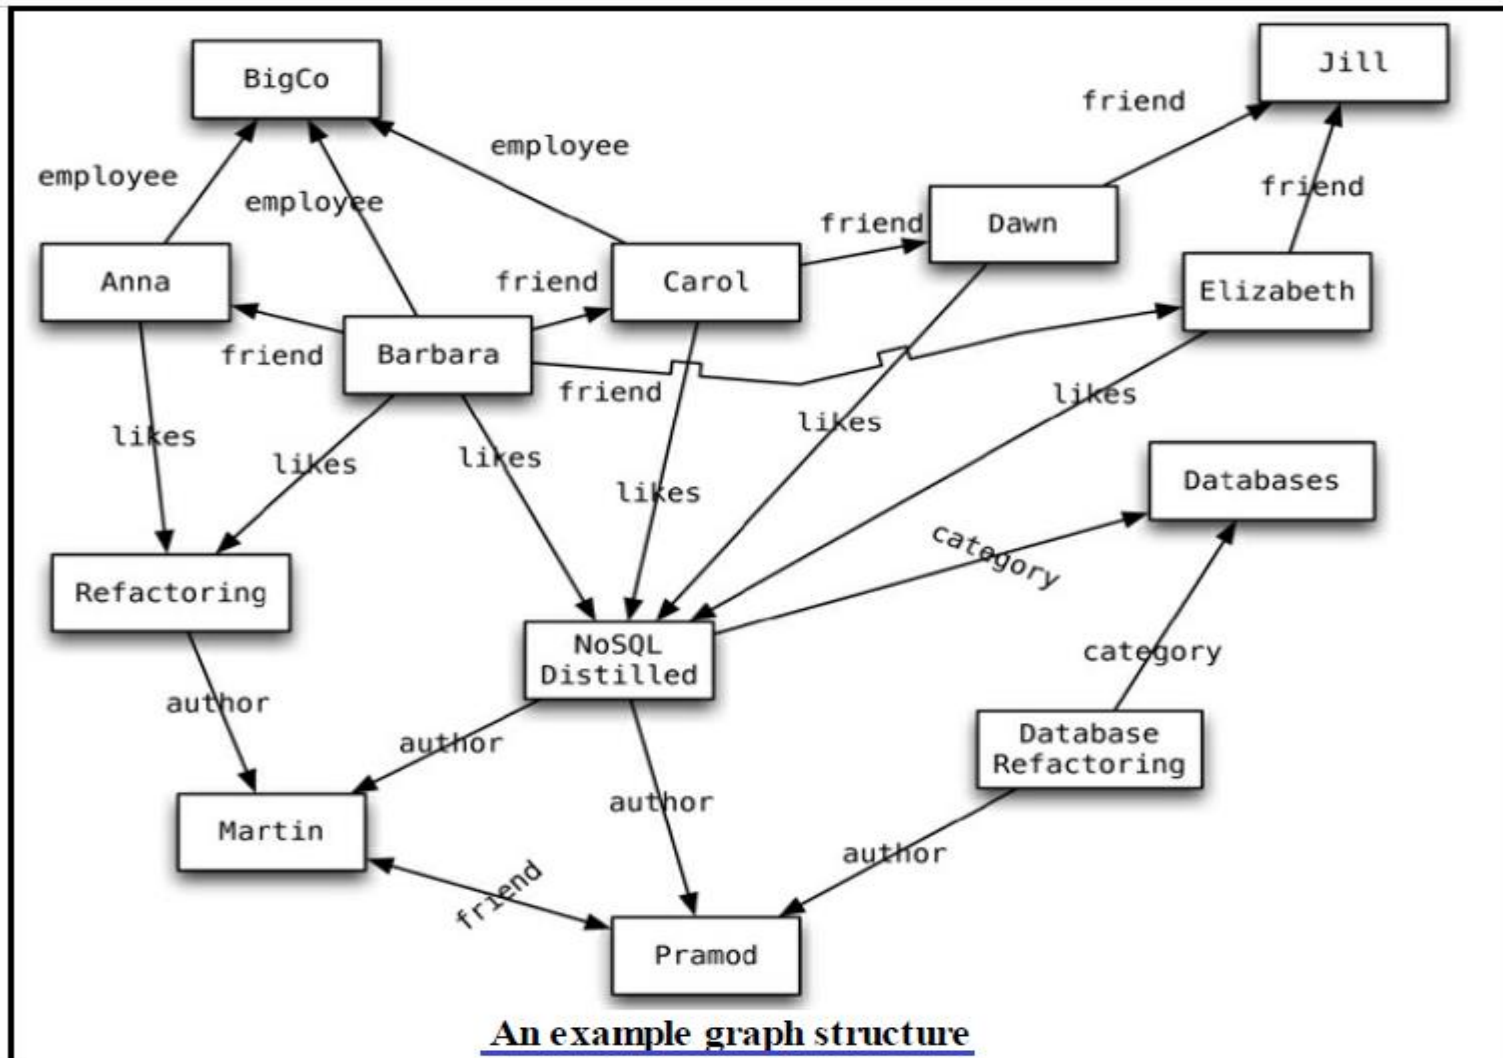 BigCo
Jill
friend
employee
employee
friend
employee
friend
Dawn
Anna
friend
Carol
Elizabeth
friend
Barbara
friend
likes
likes
likes
likes
likes
likes
Databases
category
Refactoring
NoSQL
Distilled
category
author
Database
Refactoring
author
author
Martin
author
friend
Pramod
An example graph structure